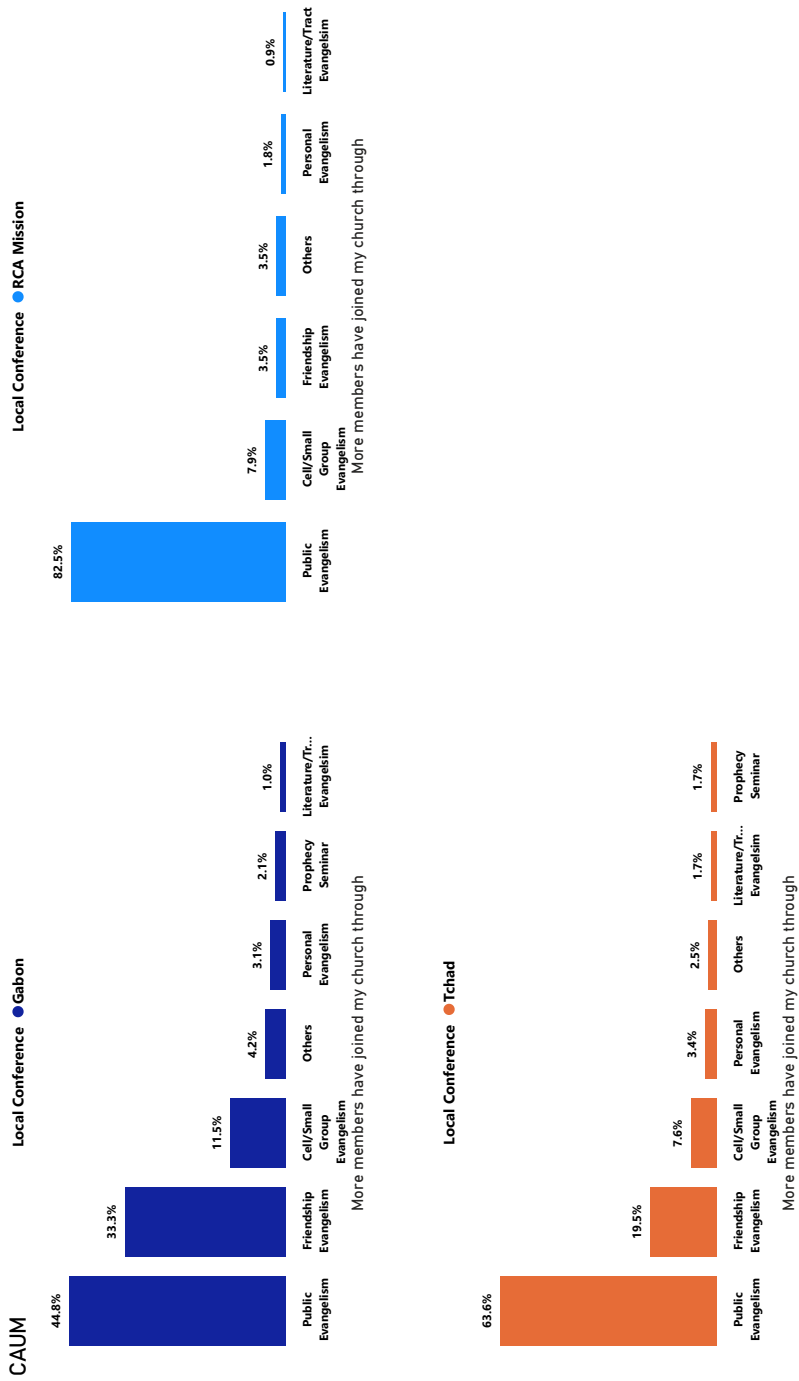 CAUM
Local Conference Gabon
44.8%
33.3%
11.5%
4.2%
3.1%
2.1%
1.0%
Public
Evangelism
Friendship
Evangelism
Cell/Small
Group
Evangelism
Others
Personal
Evangelism
Prophecy
Seminar
Literature/Tr...
Evangelsim
More members have joined my church through
Local Conference RCA Mission
82.5%
7.9%
3.5%
3.5%
1.8%
0.9%
Public
Evangelism
Cell/Small
Group
Evangelism
Friendship
Evangelism
Others
Personal
Evangelism
Literature/Tract
Evangelsim
More members have joined my church through
Local Conference Tchad
63.6%
19.5%
7.6%
3.4%
2.5%
1.7%
1.7%
Public
Evangelism
Friendship
Evangelism
Cell/Small
Group
Evangelism
Personal
Evangelism
Others
Literature/Tr...
Evangelsim
Prophecy
Seminar
More members have joined my church through